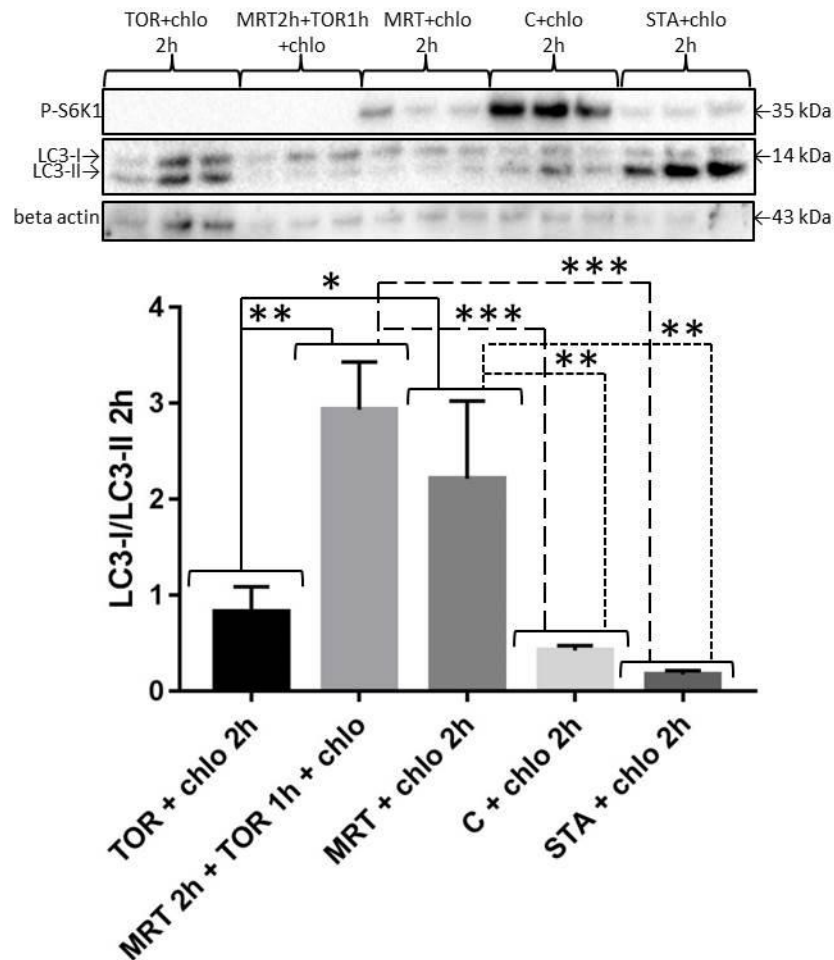 TOR+chlo MRT2h+TOR1h MRT+chlo C+chlo STA+chlo
2h +chlo 2h 2h 2h
P-S6K1 ←35 kDa
LC3-I→ ←14 kDa
LC3-II→
beta actin ←43 kDa
***
*
** *** **
**
4
3
2
1
0
LC3-I/LC3-II 2h
TOR + chlo 2h
MRT 2h + TOR 1h + chlo
MRT + chlo 2h
C + chlo 2h
STA + chlo 2h